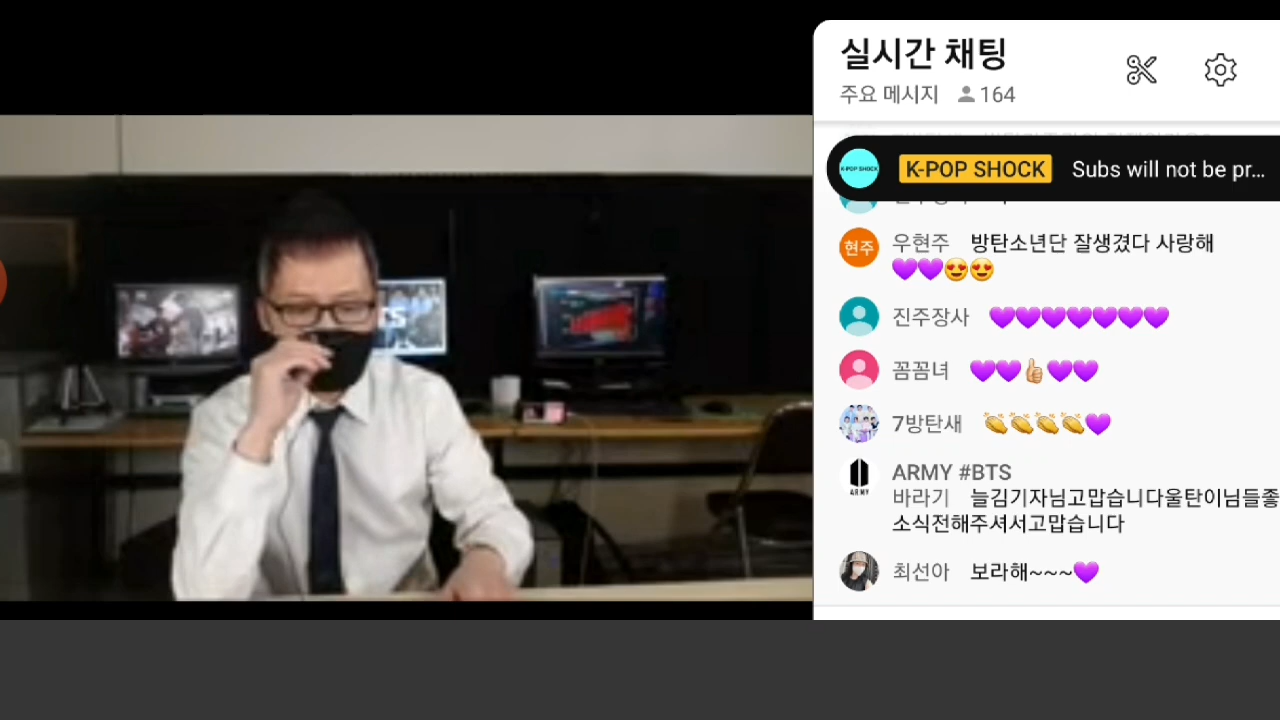 실시간 채팅
주요 메시지 164
K-POP SHOCK Subs will not be pr...
K-POP SHOCK
현주 우현주 방탄소년단 잘생겼다 사랑해
💜💜😍😍
진주장사 💜💜💜💜💜💜💜
꼼꼼녀 💜💜👍🏻💜💜
7방탄새 👏👏👏👏💜
ARMY #BTS
ARMY
바라기 늘김기자님고맙습니다울탄이님들좋
소식전해주셔서고맙습니다
최선아 보라해~~~💜